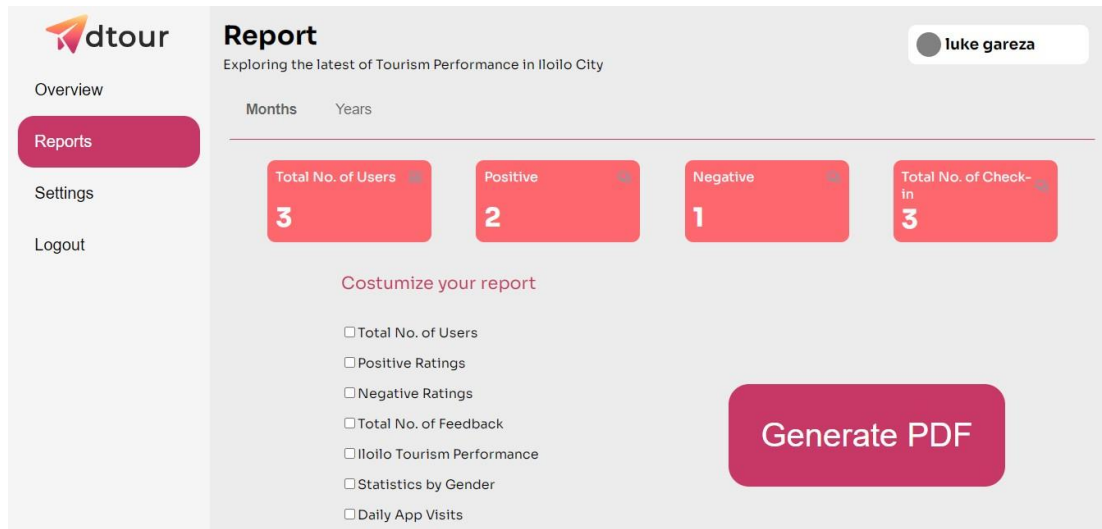 dtour
Overview
Reports
Settings
Logout
Report
Exploring the latest of Tourism Performance in Iloilo City
luke gareza
Months Years
Total No. of Users
3
Positive
2
Negative
1
Total No. of Check-
in
3
Costumize your report
Total No. of Users
Positive Ratings
Negative Ratings
Total No. of Feedback
Iloilo Tourism Performance
Statistics by Gender
Daily App Visits
Generate PDF